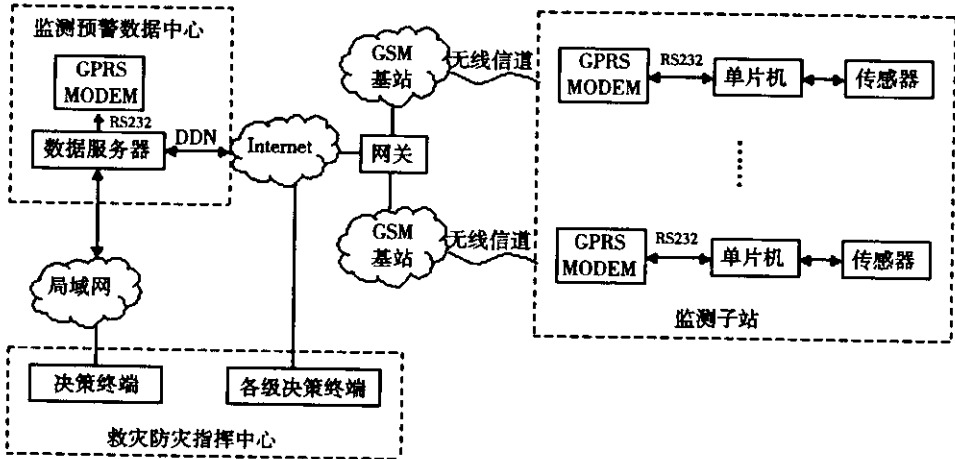 监测预警数据中心
GPRS
MODEM
RS232
数据服务器
DDN
Internet
网关
GSM
基站
无线信道
GSM
基站
无线信道
GPRS
MODEM
RS232
单片机
传感器
GPRS
MODEM
RS232
单片机
传感器
监测子站
局域网
决策终端
各级决策终端
救灾防灾指挥中心